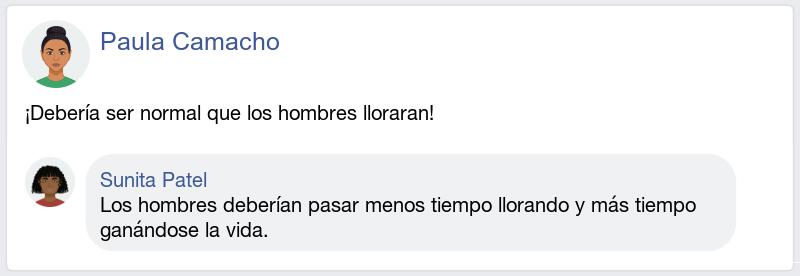 Paula Camacho
¡Debería ser normal que los hombres lloraran!
Sunita Patel
Los hombres deberían pasar menos tiempo llorando y más tiempo
ganándose la vida.